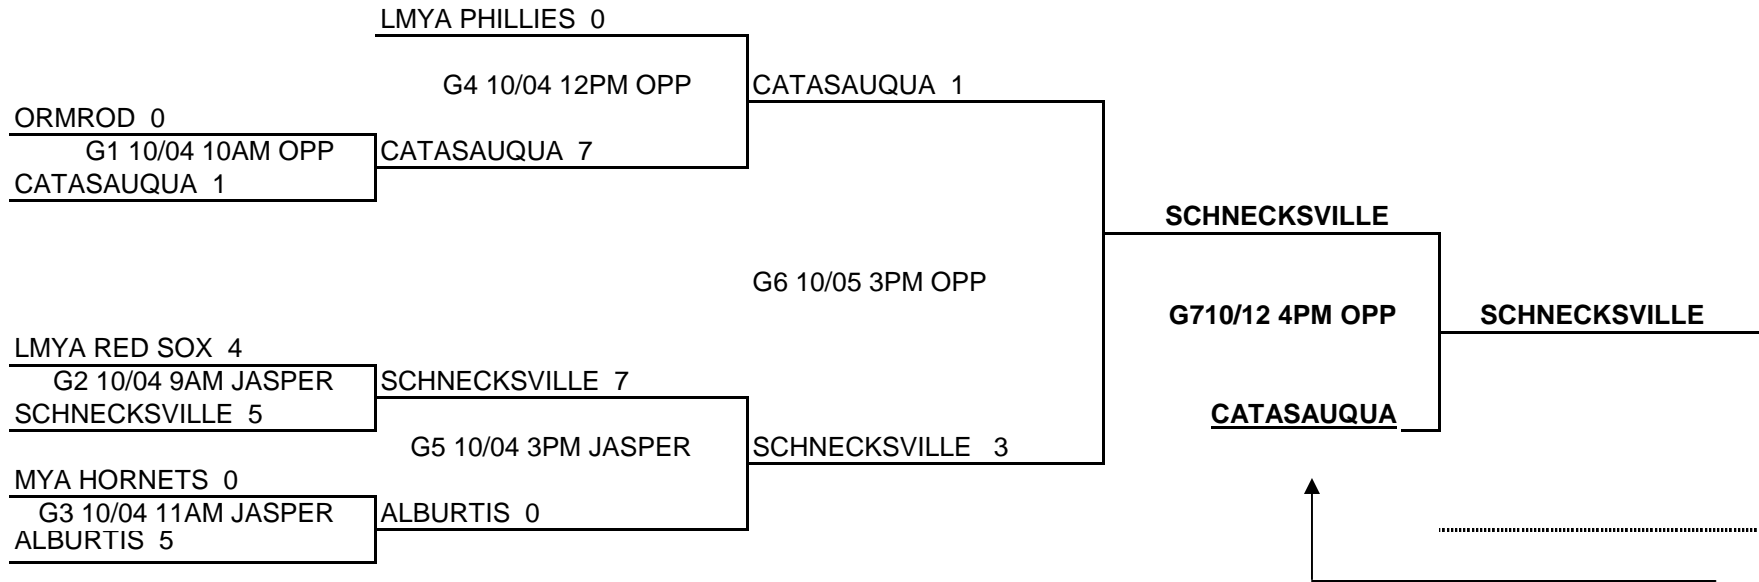 LMYA PHILLIES 0
G4 10/04 12PM OPP
CATASAUQUA 1
ORMROD 0
G1 10/04 10AM OPP
CATASAUQUA 7
CATASAUQUA 1
SCHNECKSVILLE
G6 10/05 3PM OPP
G710/12 4PM OPP
SCHNECKSVILLE
LMYA RED SOX 4
G2 10/04 9AM JASPER
SCHNECKSVILLE 7
SCHNECKSVILLE 5
CATASAUQUA
G5 10/04 3PM JASPER
SCHNECKSVILLE 3
MYA HORNETS 0
G3 10/04 11AM JASPER
ALBURTIS 0
ALBURTIS 5